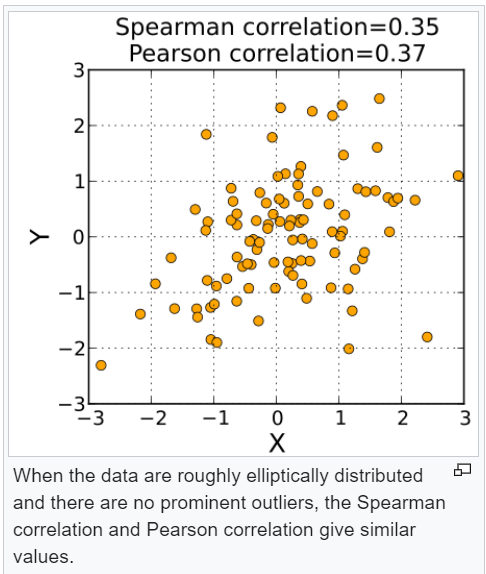 Spearman correlation=0.35
Pearson correlation=0.37
3
2
1
0
−1
−2
−3
Y
−3 −2 −1 0 1 2 3
X
When the data are roughly elliptically distributed
and there are no prominent outliers, the Spearman
correlation and Pearson correlation give similar
values.